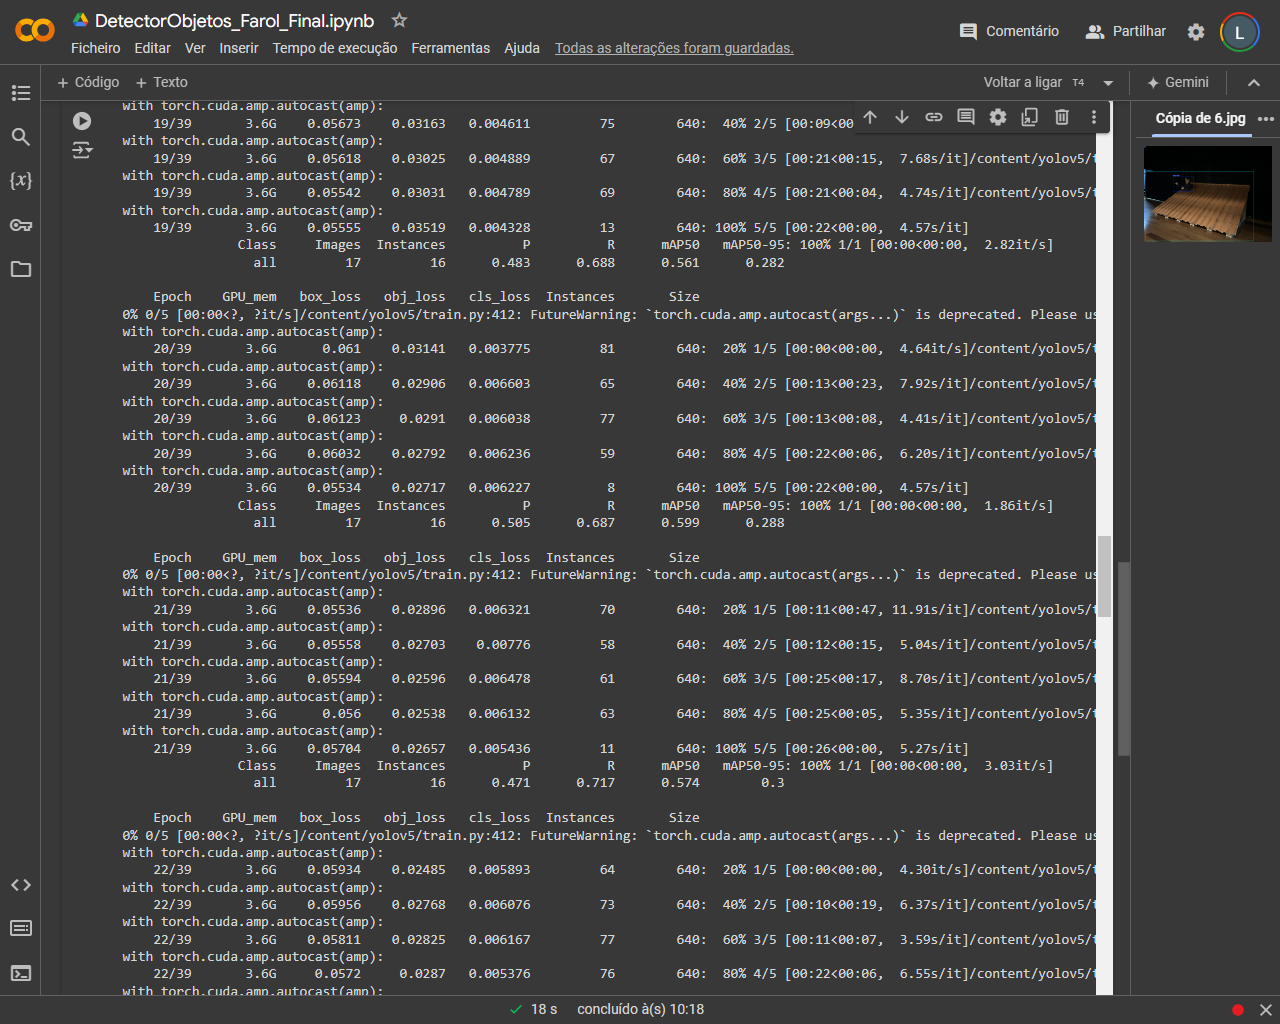 DetectorObjetos_Farol_Final.ipynb
Ficheiro Editar Ver Inserir Tempo de execução Ferramentas Ajuda Todas as alterações foram guardadas.
Comentário Partilhar L
+ Código + Texto Voltar a ligar T4 Gemini
Cópia de 6.jpg
with torch.cuda.amp.autocast(amp):
19/39 3.6G 0.05673 0.03163 0.004611 75 640: 40% 2/5 [00:09<00
with torch.cuda.amp.autocast(amp):
19/39 3.6G 0.05618 0.03025 0.004889 67 640: 60% 3/5 [00:21<00:15, 7.68s/it]/content/yolov5/t
with torch.cuda.amp.autocast(amp):
19/39 3.6G 0.05542 0.03031 0.004789 69 640: 80% 4/5 [00:21<00:04, 4.74s/it]/content/yolov5/t
with torch.cuda.amp.autocast(amp):
19/39 3.6G 0.05555 0.03519 0.004328 13 640: 100% 5/5 [00:22<00:00, 4.57s/it]
Class Images Instances P R mAP50 mAP50-95: 100% 1/1 [00:00<00:00, 2.82it/s]
all 17 16 0.483 0.688 0.561 0.282
Epoch GPU_mem box_loss obj_loss cls_loss Instances Size
0% 0/5 [00:00<?, ?it/s]/content/yolov5/train.py:412: FutureWarning: `torch.cuda.amp.autocast(args...)` is deprecated. Please us
with torch.cuda.amp.autocast(amp):
20/39 3.6G 0.061 0.03141 0.003775 81 640: 20% 1/5 [00:00<00:00, 4.64it/s]/content/yolov5/t
with torch.cuda.amp.autocast(amp):
20/39 3.6G 0.06118 0.02906 0.006603 65 640: 40% 2/5 [00:13<00:23, 7.92s/it]/content/yolov5/t
with torch.cuda.amp.autocast(amp):
20/39 3.6G 0.06123 0.0291 0.006038 77 640: 60% 3/5 [00:13<00:08, 4.41s/it]/content/yolov5/t
with torch.cuda.amp.autocast(amp):
20/39 3.6G 0.06032 0.02792 0.006236 59 640: 80% 4/5 [00:22<00:06, 6.20s/it]/content/yolov5/t
with torch.cuda.amp.autocast(amp):
20/39 3.6G 0.05534 0.02717 0.006227 8 640: 100% 5/5 [00:22<00:00, 4.57s/it]
Class Images Instances P R mAP50 mAP50-95: 100% 1/1 [00:00<00:00, 1.86it/s]
all 17 16 0.505 0.687 0.599 0.288
Epoch GPU_mem box_loss obj_loss cls_loss Instances Size
0% 0/5 [00:00<?, ?it/s]/content/yolov5/train.py:412: FutureWarning: `torch.cuda.amp.autocast(args...)` is deprecated. Please us
with torch.cuda.amp.autocast(amp):
21/39 3.6G 0.05536 0.02896 0.006321 70 640: 20% 1/5 [00:11<00:47, 11.91s/it]/content/yolov5/t
with torch.cuda.amp.autocast(amp):
21/39 3.6G 0.05558 0.02703 0.00776 58 640: 40% 2/5 [00:12<00:15, 5.04s/it]/content/yolov5/t
with torch.cuda.amp.autocast(amp):
21/39 3.6G 0.05594 0.02596 0.006478 61 640: 60% 3/5 [00:25<00:17, 8.70s/it]/content/yolov5/t
with torch.cuda.amp.autocast(amp):
21/39 3.6G 0.056 0.02538 0.006132 63 640: 80% 4/5 [00:25<00:05, 5.35s/it]/content/yolov5/t
with torch.cuda.amp.autocast(amp):
21/39 3.6G 0.05704 0.02657 0.005436 11 640: 100% 5/5 [00:26<00:00, 5.27s/it]
Class Images Instances P R mAP50 mAP50-95: 100% 1/1 [00:00<00:00, 3.03it/s]
all 17 16 0.471 0.717 0.574 0.3
Epoch GPU_mem box_loss obj_loss cls_loss Instances Size
0% 0/5 [00:00<?, ?it/s]/content/yolov5/train.py:412: FutureWarning: `torch.cuda.amp.autocast(args...)` is deprecated. Please us
with torch.cuda.amp.autocast(amp):
22/39 3.6G 0.05934 0.02485 0.005893 64 640: 20% 1/5 [00:00<00:00, 4.30it/s]/content/yolov5/t
with torch.cuda.amp.autocast(amp):
22/39 3.6G 0.05956 0.02768 0.006076 73 640: 40% 2/5 [00:10<00:19, 6.37s/it]/content/yolov5/t
with torch.cuda.amp.autocast(amp):
22/39 3.6G 0.05811 0.02825 0.006167 77 640: 60% 3/5 [00:11<00:07, 3.59s/it]/content/yolov5/t
with torch.cuda.amp.autocast(amp):
22/39 3.6G 0.0572 0.0287 0.005376 76 640: 80% 4/5 [00:22<00:06, 6.55s/it]/content/yolov5/t
with torch.cuda.amp.autocast(amp):
18 s concluído à(s) 10:18